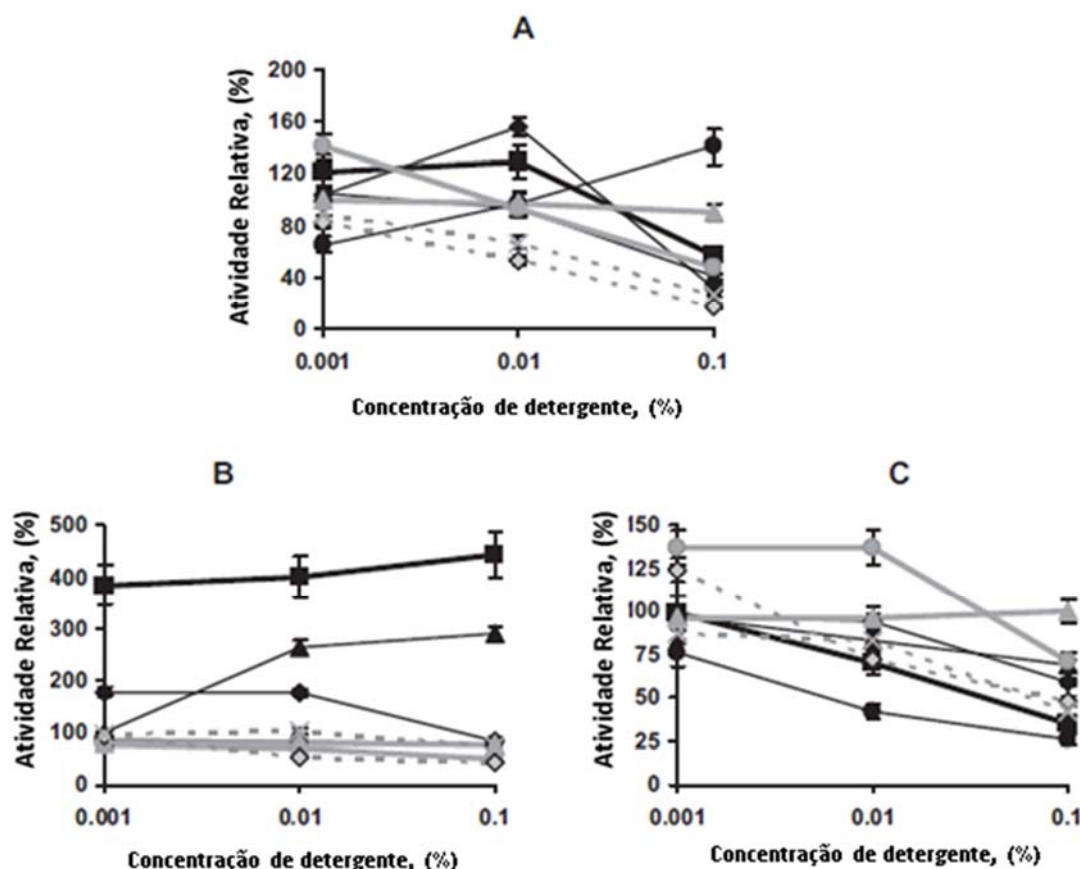 A
Atividade Relativa, (%)
200
160
120
80
40
0
0.001 0.01 0.1
Concentração de detergente, (%)
B
Atividade Relativa, (%)
500
400
300
200
100
0
0.001 0.01 0.1
Concentração de detergente, (%)
C
Atividade Relativa, (%)
150
125
100
75
50
25
0
0.001 0.01 0.1
Concentração de detergente, (%)